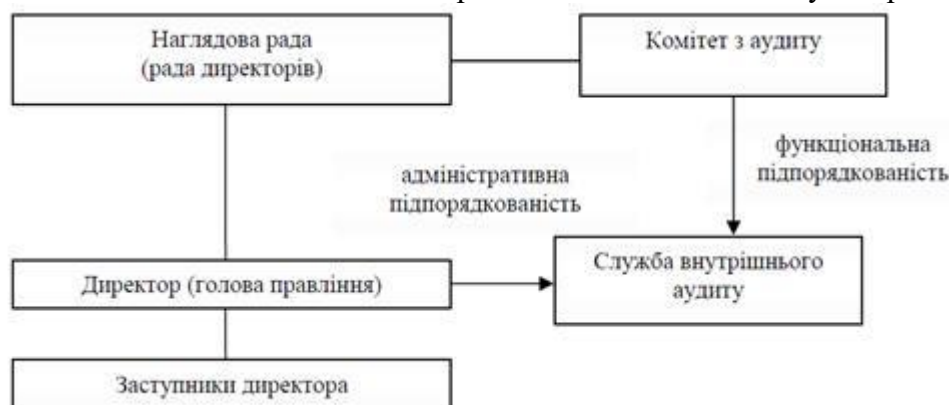 Наглядова рада
(рада директорів)
Комітет з аудиту
функціональна
підпорядкованість
адміністративна
підпорядкованість
Служба внутрішнього
аудиту
Директор (голова правління)
Заступники директора